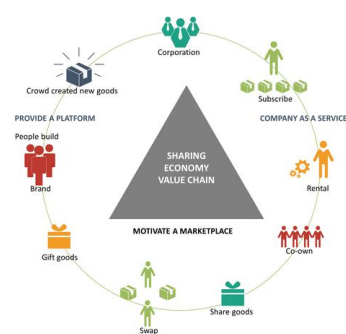 Corporation
Crowd created new goods
Subscribe
PROVIDE A PLATFORM
COMPANY AS A SERVICE
People build
SHARING
ECONOMY
VALUE CHAIN
Brand
Rental
MOTIVATE A MARKETPLACE
Gift goods
Co-own
Share goods
Swap